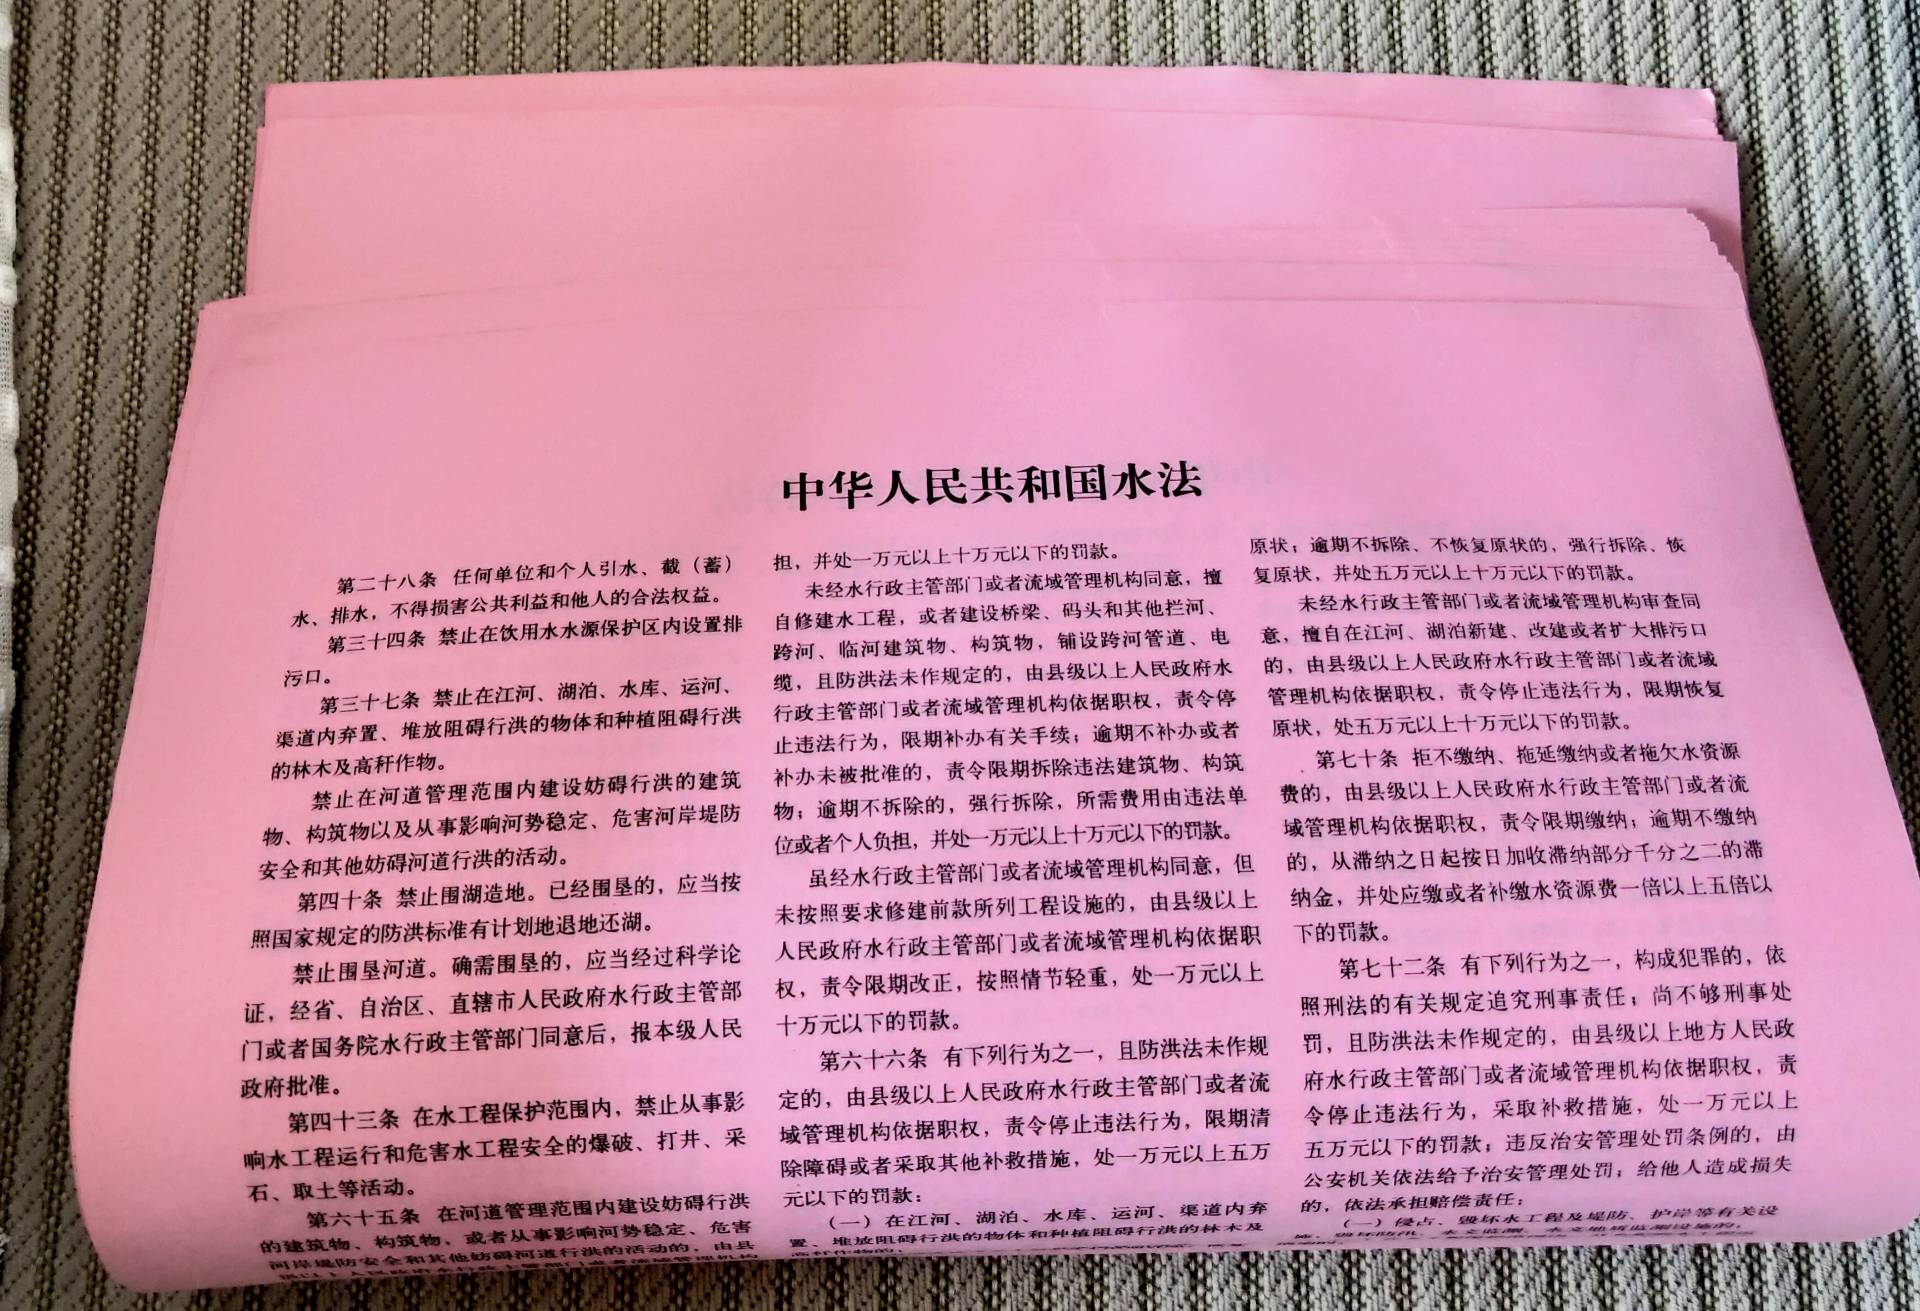 中华人民共和国水法
第二十八条 任何单位和个人引水、截（蓄）
水、排水，不得损害公共利益和他人的合法权益。
第三十四条 禁止在饮用水水源保护区内设置排
污口。
第三十七条 禁止在江河、湖泊、水库、运河、
渠道内弃置、堆放阻碍行洪的物体和种植阻碍行洪
的林木及高秆作物。
禁止在河道管理范围内建设妨碍行洪的建筑
物、构筑物以及从事影响河势稳定、危害河岸堤防
安全和其他妨碍河道行洪的活动。
第四十条 禁止围湖造地。已经围垦的，应当按
照国家规定的防洪标准有计划地退地还湖。
禁止围垦河道。确需围垦的，应当经过科学论
证，经省、自治区、直辖市人民政府水行政主管部
门或者国务院水行政主管部门同意后，报本级人民
政府批准。
第四十三条 在水工程保护范围内，禁止从事影
响水工程运行和危害水工程安全的爆破、打井、采
石、取土等活动。
第六十五条 在河道管理范围内建设妨碍行洪
的建筑物、构筑物、或者从事影响河势稳定、危害
河岸堤防安全和其他妨碍河道行洪的活动的，由县
级以上人民政府水行政主管部门或者流域管理机构
担，并处一万元以上十万元以下的罚款。
未经水行政主管部门或者流域管理机构同意，擅
自修建水工程，或者建设桥梁、码头和其他拦河、
跨河、临河建筑物、构筑物，铺设跨河管道、电
缆，且防洪法未作规定的，由县级以上人民政府水
行政主管部门或者流域管理机构依据职权，责令停
止违法行为，限期补办有关手续；逾期不补办或者
补办未被批准的，责令限期拆除违法建筑物、构筑
物；逾期不拆除的，强行拆除，所需费用由违法单
位或者个人负担，并处一万元以上十万元以下的罚款。
虽经水行政主管部门或者流域管理机构同意，但
未按照要求修建前款所列工程设施的，由县级以上
人民政府水行政主管部门或者流域管理机构依据职
权，责令限期改正，按照情节轻重，处一万元以上
十万元以下的罚款。
第六十六条 有下列行为之一，且防洪法未作规
定的，由县级以上人民政府水行政主管部门或者流
域管理机构依据职权，责令停止违法行为，限期清
除障碍或者采取其他补救措施，处一万元以上五万
元以下的罚款：
（一）在江河、湖泊、水库、运河、渠道内弃
置、堆放阻碍行洪的物体和种植阻碍行洪的林木及
高秆作物的；
原状；逾期不拆除、不恢复原状的，强行拆除、恢
复原状，并处五万元以上十万元以下的罚款。
未经水行政主管部门或者流域管理机构审查同
意，擅自在江河、湖泊新建、改建或者扩大排污口
的，由县级以上人民政府水行政主管部门或者流域
管理机构依据职权，责令停止违法行为，限期恢复
原状，处五万元以上十万元以下的罚款。
第七十条 拒不缴纳、拖延缴纳或者拖欠水资源
费的，由县级以上人民政府水行政主管部门或者流
域管理机构依据职权，责令限期缴纳；逾期不缴纳
的，从滞纳之日起按日加收滞纳部分千分之二的滞
纳金，并处应缴或者补缴水资源费一倍以上五倍以
下的罚款。
第七十二条 有下列行为之一，构成犯罪的，依
照刑法的有关规定追究刑事责任；尚不够刑事处
罚，且防洪法未作规定的，由县级以上地方人民政
府水行政主管部门或者流域管理机构依据职权，责
令停止违法行为，采取补救措施，处一万元以上
五万元以下的罚款；违反治安管理处罚条例的，由
公安机关依法给予治安管理处罚；给他人造成损失
的，依法承担赔偿责任：
（一）侵占、毁坏水工程及堤防、护岸等有关设
施，毁坏防汛、水文监测、水文地质监测设施的；